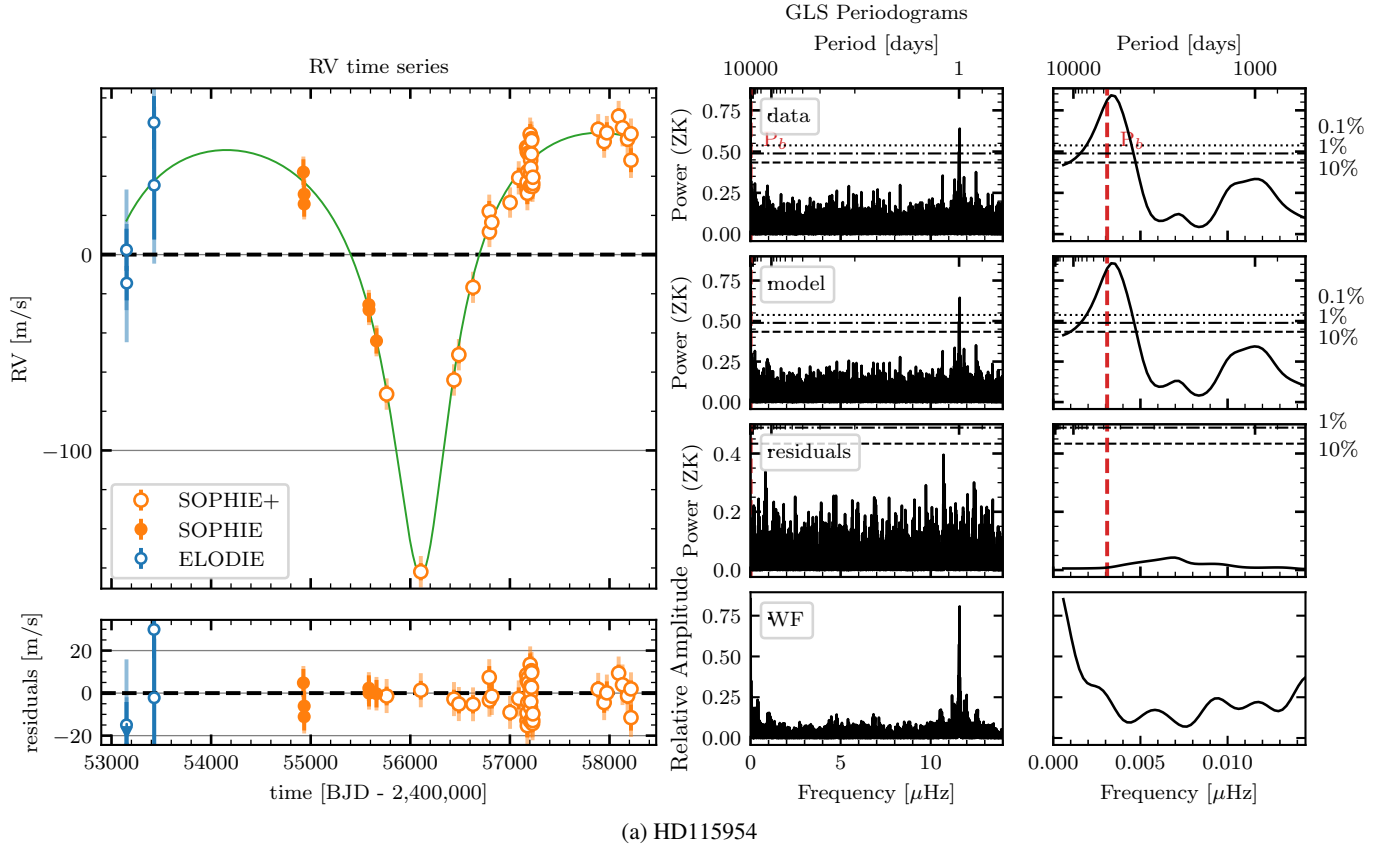 GLS Periodograms
RV time series
Period [days]
Period [days]
10000
1
10000
1000
RV [m/s]
0
−100
SOPHIE+
SOPHIE
ELODIE
residuals [m/s]
20
0
−20
53000
54000
55000
56000
57000
58000
time [BJD - 2,400,000]
Power (ZK)
0.75
0.50
0.25
0.00
data
P_b
P_b
0.1%
1%
10%
Power (ZK)
0.75
0.50
0.25
0.00
model
0.1%
1%
10%
Power (ZK)
0.4
0.2
0.0
residuals
1%
10%
Relative Amplitude
0.75
0.50
0.25
0.00
WF
0
5
10
0.000
0.005
0.010
Frequency [μHz]
Frequency [μHz]
(a) HD115954